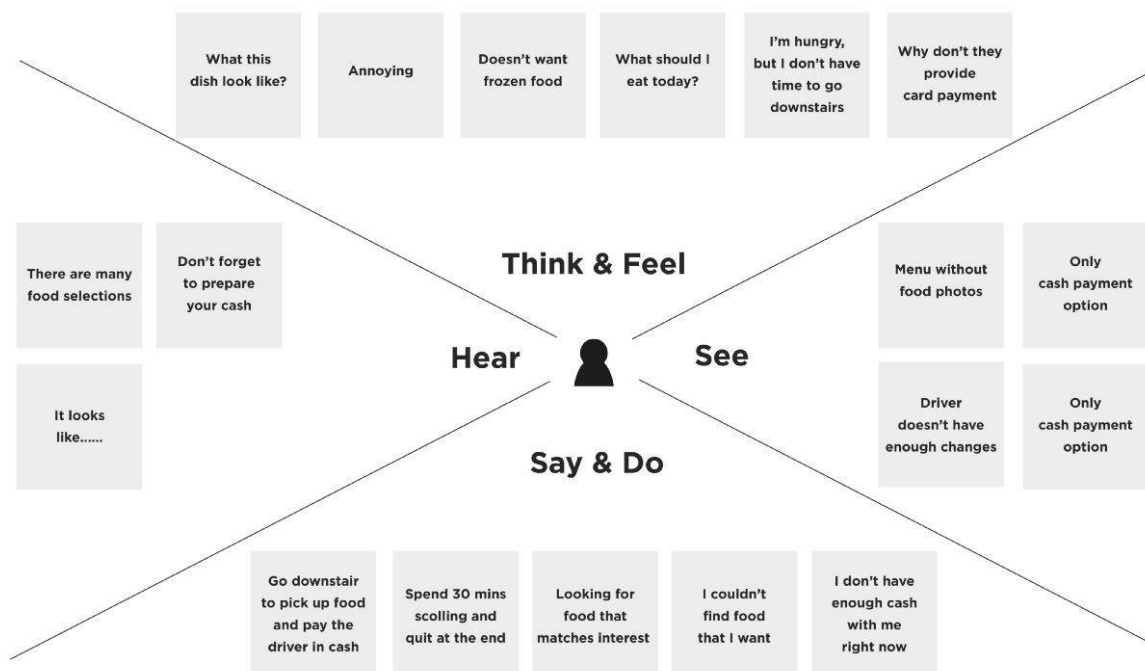 What this
dish look like?
Annoying
Doesn't want
frozen food
What should I
eat today?
I'm hungry,
but I don't have
time to go
downstairs
Why don't they
provide
card payment
Think & Feel
There are many
food selections
Don't forget
to prepare
your cash
It looks
like......
Hear
See
Menu without
food photos
Only
cash payment
option
Driver
doesn't have
enough changes
Only
cash payment
option
Say & Do
Go downstair
to pick up food
and pay the
driver in cash
Spend 30 mins
scolling and
quit at the end
Looking for
food that
matches interest
I couldn't
find food
that I want
I don't have
enough cash
with me
right now